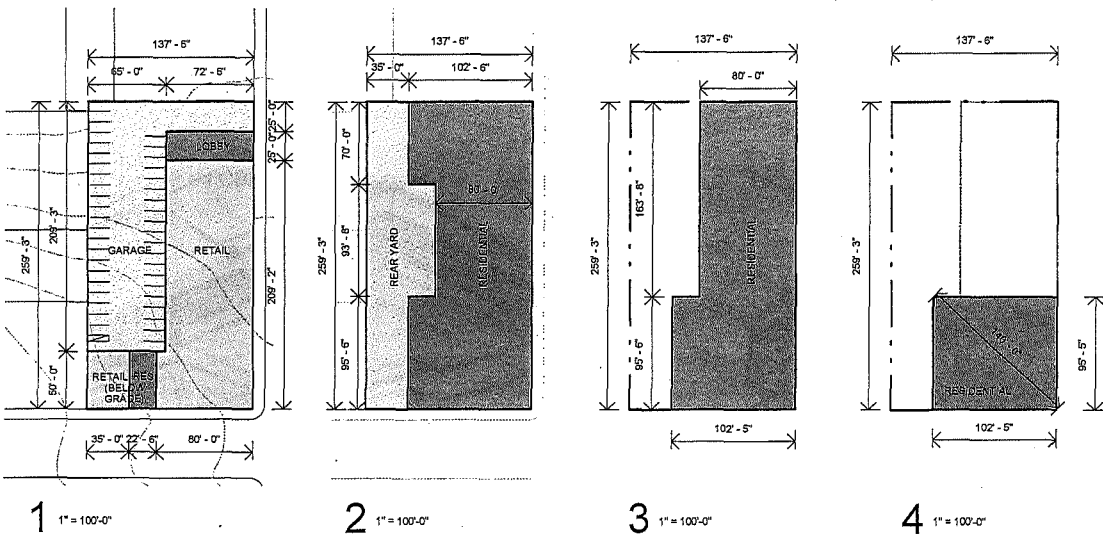 137' - 6"
65' - 0"
72' - 6"
25' - 0"
25' - 0"
LOBBY
259' - 3"
209' - 3"
GARAGE
RETAIL
209' - 2"
50' - 0"
RETAIL RES
(BELOW
GRADE)
35' - 0" 22' - 6"
80' - 0"
1 1" = 100'-0"
137' - 6"
35' - 0"
102' - 6"
70' - 0"
80' - 0"
259' - 3"
93' - 8"
REAR YARD
RESIDENTIAL
95' - 6"
2 1" = 100'-0"
137' - 6"
80' - 0"
163' - 8"
259' - 3"
RESIDENTIAL
95' - 6"
102' - 5"
3 1" = 100'-0"
137' - 6"
259' - 3"
95' - 5"
RESIDENTIAL
102' - 5"
4 1" = 100'-0"